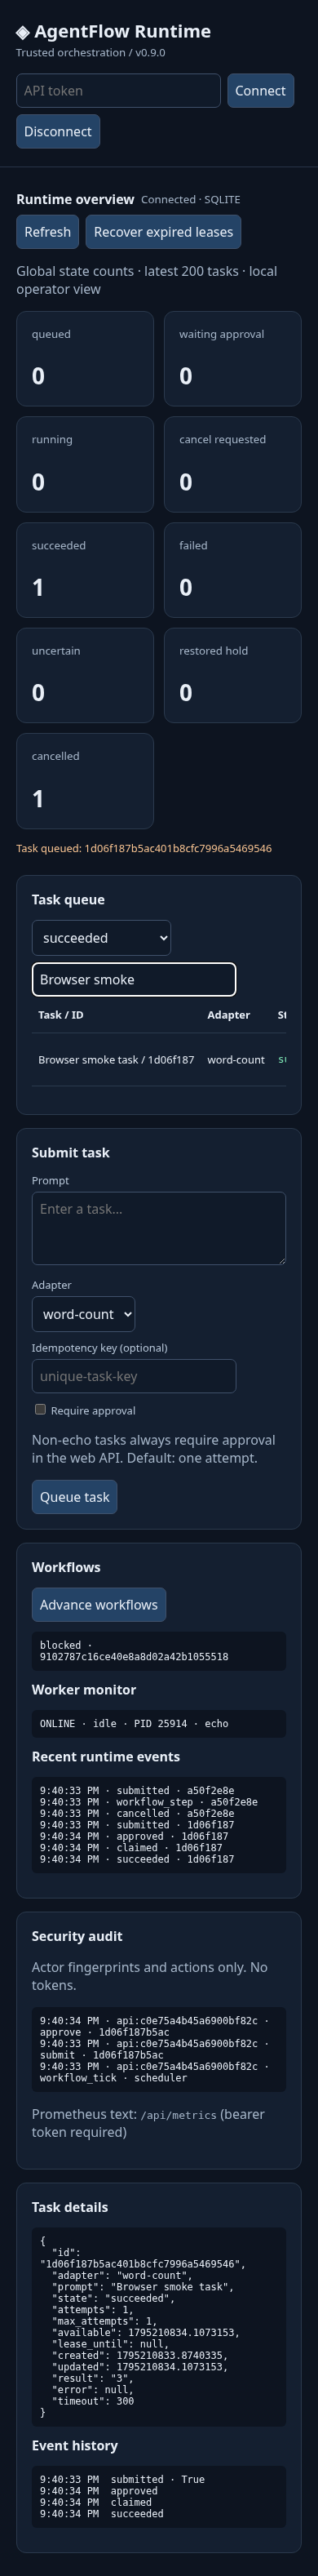 ◈ AgentFlow Runtime
Trusted orchestration / v0.9.0
API token
Connect
Disconnect
Runtime overview Connected · SQLITE
Refresh
Recover expired leases
Global state counts · latest 200 tasks · local
operator view
queued
0
waiting approval
0
running
0
cancel requested
0
succeeded
1
failed
0
uncertain
0
restored hold
0
cancelled
1
Task queued: 1d06f187b5ac401b8cfc7996a5469546
Task queue
succeeded
Browser smoke
Task / ID Adapter
Browser smoke task / 1d06f187 word-count
Submit task
Prompt
Enter a task...
Adapter
word-count
Idempotency key (optional)
unique-task-key
Require approval
Non-echo tasks always require approval
in the web API. Default: one attempt.
Queue task
Workflows
Advance workflows
blocked ·
9102787c16ce40e8a8d02a42b1055518
Worker monitor
ONLINE · idle · PID 25914 · echo
Recent runtime events
9:40:33 PM · submitted · a50f2e8e
9:40:33 PM · workflow_step · a50f2e8e
9:40:33 PM · cancelled · a50f2e8e
9:40:33 PM · submitted · 1d06f187
9:40:34 PM · approved · 1d06f187
9:40:34 PM · claimed · 1d06f187
9:40:34 PM · succeeded · 1d06f187
Security audit
Actor fingerprints and actions only. No
tokens.
9:40:34 PM · api:c0e75a4b45a6900bf82c ·
approve · 1d06f187b5ac
9:40:33 PM · api:c0e75a4b45a6900bf82c ·
submit · 1d06f187b5ac
9:40:33 PM · api:c0e75a4b45a6900bf82c ·
workflow_tick · scheduler
Prometheus text: /api/metrics (bearer
token required)
Task details
{
"id":
"1d06f187b5ac401b8cfc7996a5469546",
"adapter": "word-count",
"prompt": "Browser smoke task",
"state": "succeeded",
"attempts": 1,
"max_attempts": 1,
"available": 1795210834.1073153,
"lease_until": null,
"created": 1795210833.8740335,
"updated": 1795210834.1073153,
"result": "3",
"error": null,
"timeout": 300
}
Event history
9:40:33 PM submitted · True
9:40:34 PM approved
9:40:34 PM claimed
9:40:34 PM succeeded